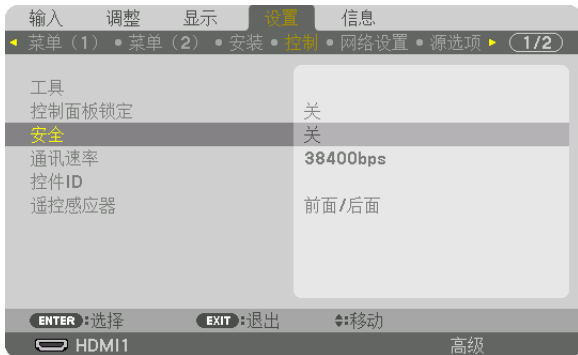 输入 调整 显示 设置 信息
◀ 菜单（1） ● 菜单（2） ● 安装 ● 控制 ● 网络设置 ● 源选项 ▶ 1/2
工具
控制面板锁定 关
安全 关
通讯速率 38400bps
控件ID
遥控感应器 前面/后面
ENTER :选择 EXIT :退出 ♦:移动
HDMI1 高级